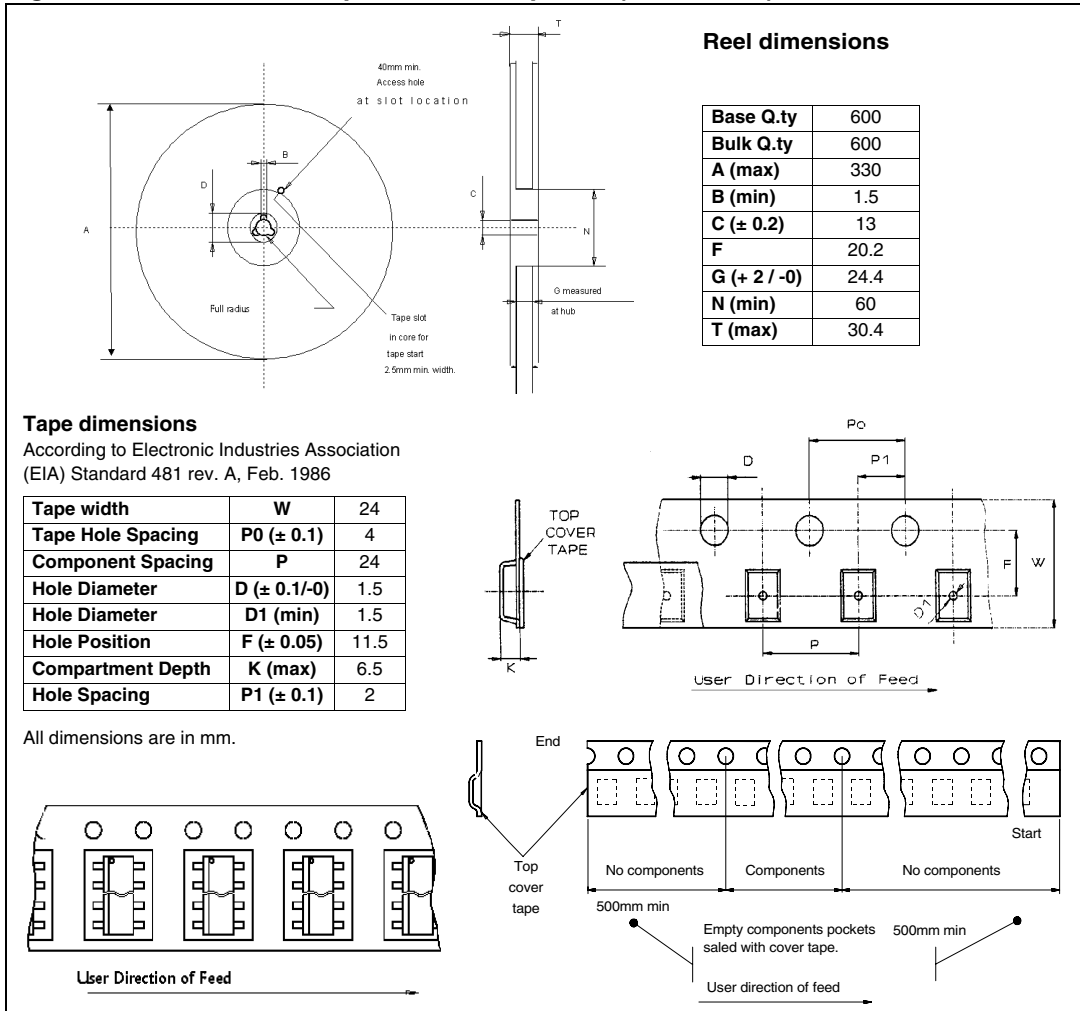 T
Reel dimensions
40mm min.
Access hole
at slot location
B
D
C
A
N
G measured
at hub
Full radius
Tape slot
in core for
tape start
2.5mm min. width.
Base Q.ty 600
Bulk Q.ty 600
A (max) 330
B (min) 1.5
C (± 0.2) 13
F 20.2
G (+ 2 / -0) 24.4
N (min) 60
T (max) 30.4
Tape dimensions
According to Electronic Industries Association
(EIA) Standard 481 rev. A, Feb. 1986
Tape width W 24
Tape Hole Spacing P0 (± 0.1) 4
Component Spacing P 24
Hole Diameter D (± 0.1/-0) 1.5
Hole Diameter D1 (min) 1.5
Hole Position F (± 0.05) 11.5
Compartment Depth K (max) 6.5
Hole Spacing P1 (± 0.1) 2
All dimensions are in mm.
Po
D
P1
TOP
COVER
TAPE
F
W
D1
P
K
User Direction of Feed
End
Start
Top
cover
tape
No components
Components
No components
500mm min
Empty components pockets
saled with cover tape.
500mm min
User direction of feed
User Direction of Feed